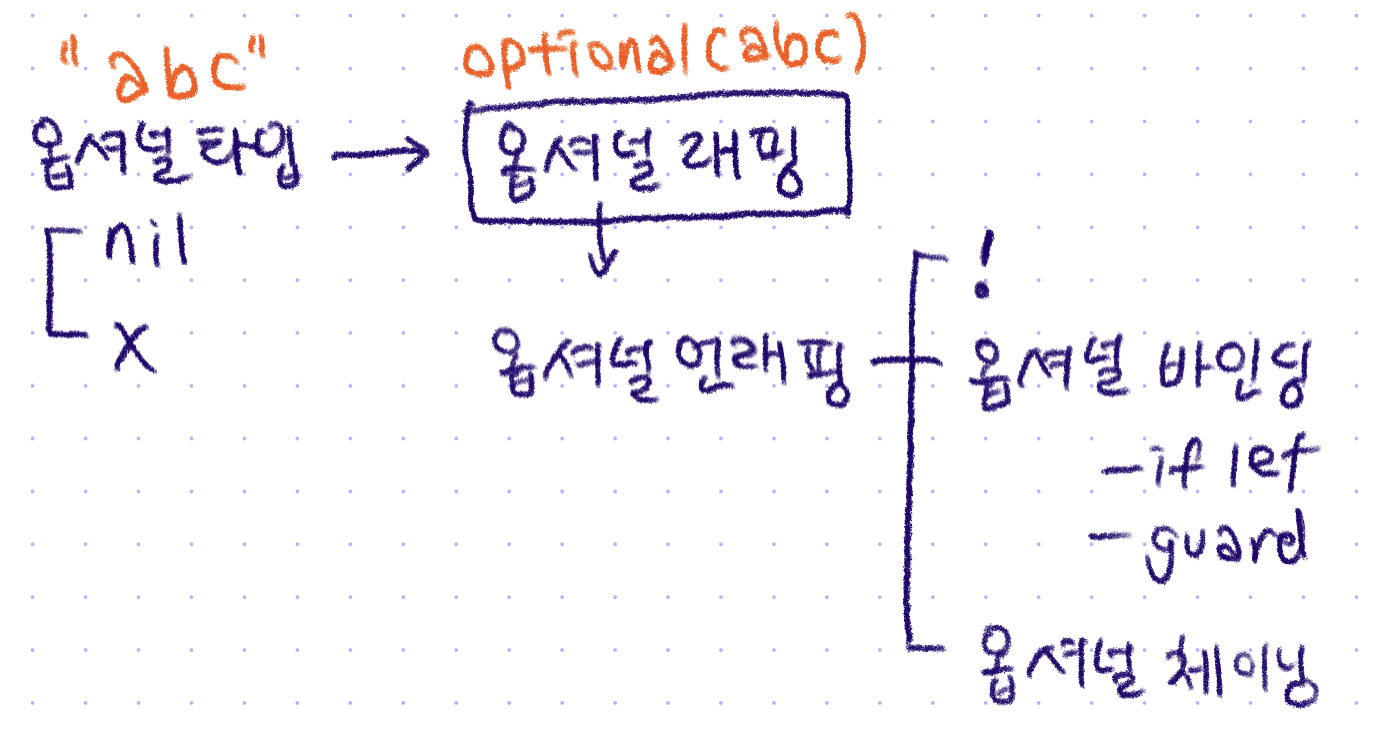 "abc"
optional(abc)
옵셔널 타입 → 옵셔널 래핑
nil
x
!
옵셔널 언래핑
옵셔널 바인딩
- if let
- guard
옵셔널 체이닝